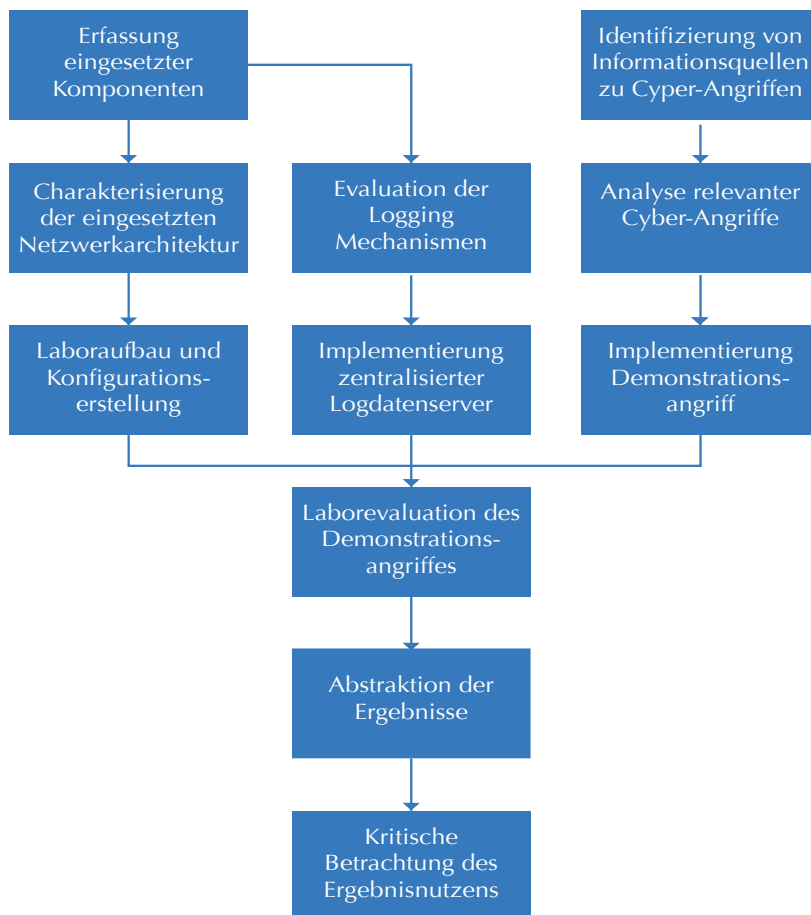 Erfassung
eingesetzter
Komponenten
Identifizierung von
Informationsquellen
zu Cyper-Angriffen
Charakterisierung
der eingesetzten
Netzwerkarchitektur
Evaluation der
Logging
Mechanismen
Analyse relevanter
Cyber-Angriffe
Laboraufbau und
Konfigurations-
erstellung
Implementierung
zentralisierter
Logdatenserver
Implementierung
Demonstrations-
angriff
Laborevaluation des
Demonstrations-
angriffes
Abstraktion der
Ergebnisse
Kritische
Betrachtung des
Ergebnisnutzens